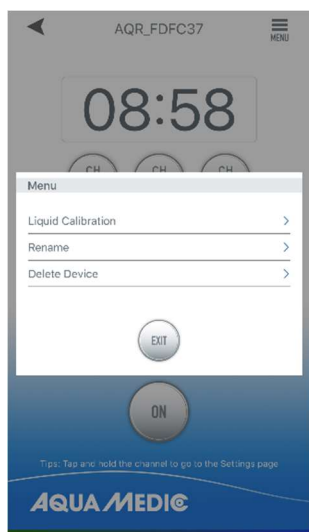 AQR_FDFC37
MENU
08:58
CH CH CH
Menu
Liquid Calibration
Rename
Delete Device
EXIT
ON
Tips: Tap and hold the channel to go to the Settings page
AQUA MEDIC